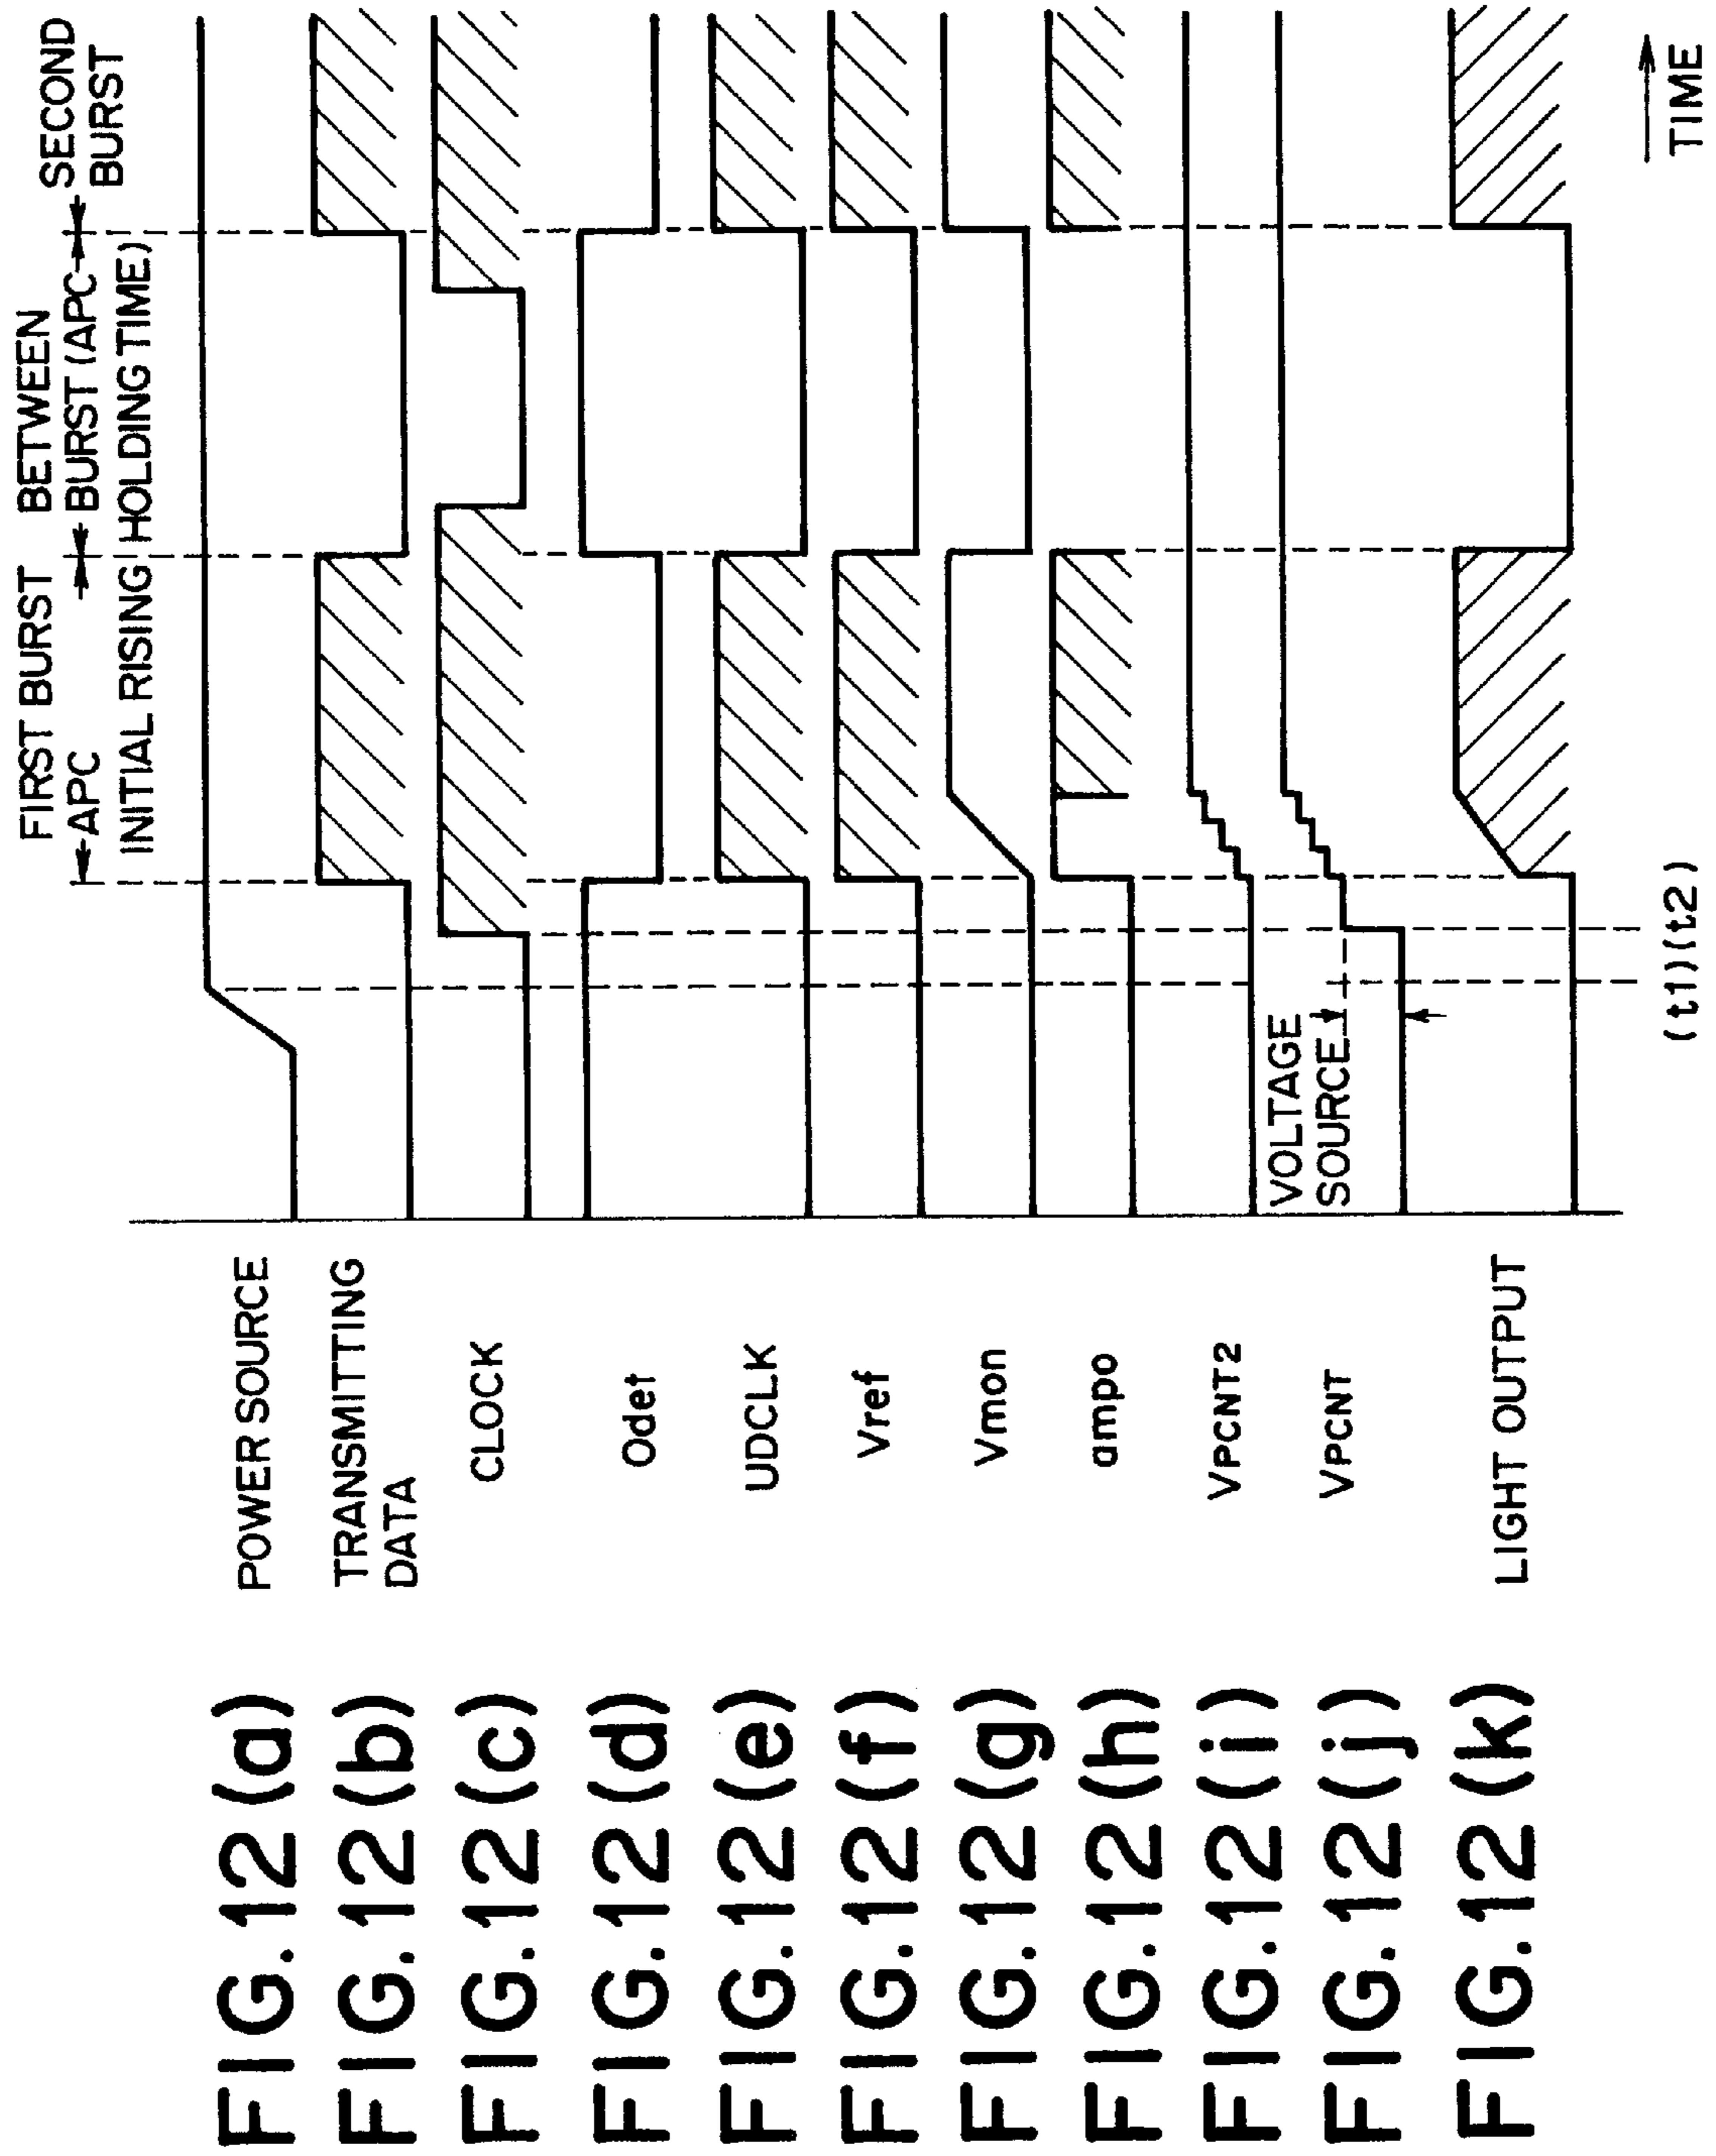 FIRST BURST BETWEEN SECOND
APC BURST (APC BURST
INITIAL RISING HOLDING TIME)
FIG.12(a) POWER SOURCE
FIG.12(b) TRANSMITTING
DATA
FIG.12(c) CLOCK
FIG.12(d) Odet
FIG.12(e) UDCLK
FIG.12(f) Vref
FIG.12(g) Vmon
FIG.12(h) ampo
FIG.12(i) VPCNT2
VOLTAGE
SOURCE
FIG.12(j) VPCNT
FIG.12(k) LIGHT OUTPUT
(t1)(t2)
TIME